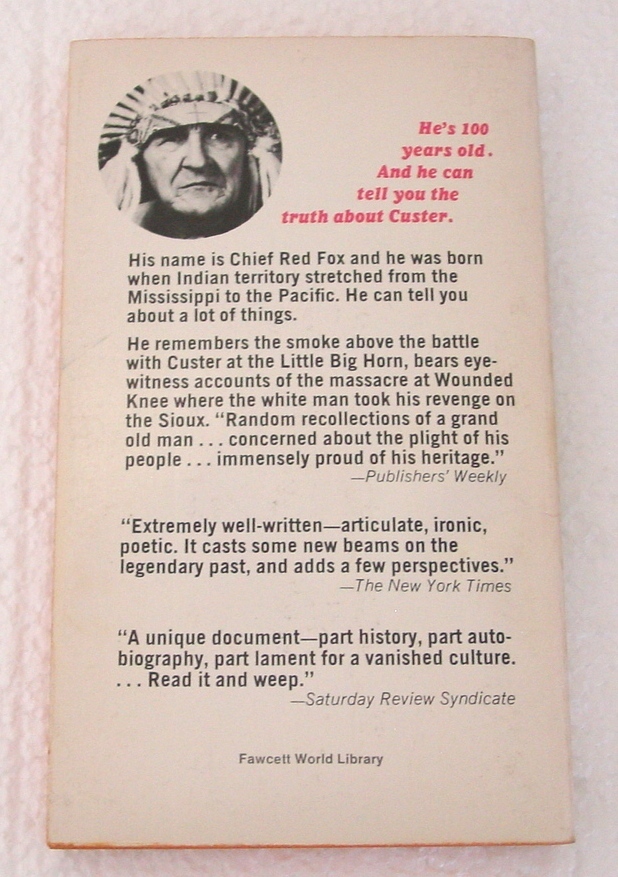 He's 100
years old.
And he can
tell you the
truth about Custer.
His name is Chief Red Fox and he was born
when Indian territory stretched from the
Mississippi to the Pacific. He can tell you
about a lot of things.
He remembers the smoke above the battle
with Custer at the Little Big Horn, bears eye-
witness accounts of the massacre at Wounded
Knee where the white man took his revenge on
the Sioux. “Random recollections of a grand
old man ... concerned about the plight of his
people ... immensely proud of his heritage.”
—Publishers' Weekly
“Extremely well-written—articulate, ironic,
poetic. It casts some new beams on the
legendary past, and adds a few perspectives.”
—The New York Times
“A unique document—part history, part auto-
biography, part lament for a vanished culture.
... Read it and weep.”
—Saturday Review Syndicate
Fawcett World Library